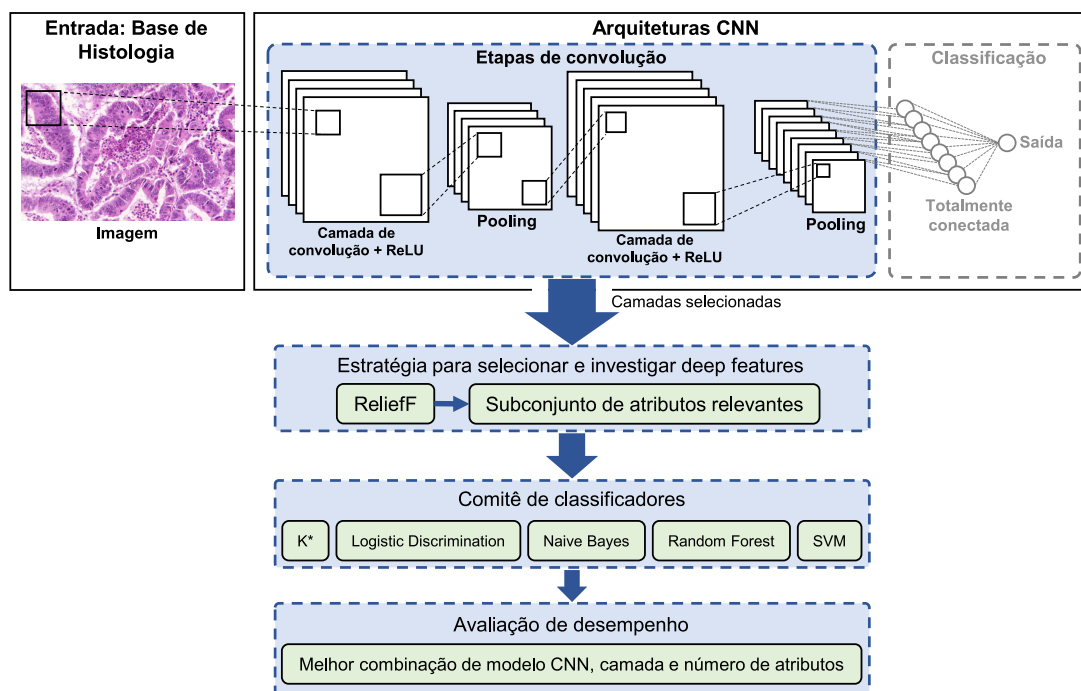 Entrada: Base de
Histologia
Imagem
Arquiteturas CNN
Etapas de convolução
Camada de
convolução + ReLU
Pooling
Camada de
convolução + ReLU
Pooling
Classificação
Saída
Totalmente
conectada
Camadas selecionadas
Estratégia para selecionar e investigar deep features
ReliefF
Subconjunto de atributos relevantes
Comitê de classificadores
K*
Logistic Discrimination
Naive Bayes
Random Forest
SVM
Avaliação de desempenho
Melhor combinação de modelo CNN, camada e número de atributos